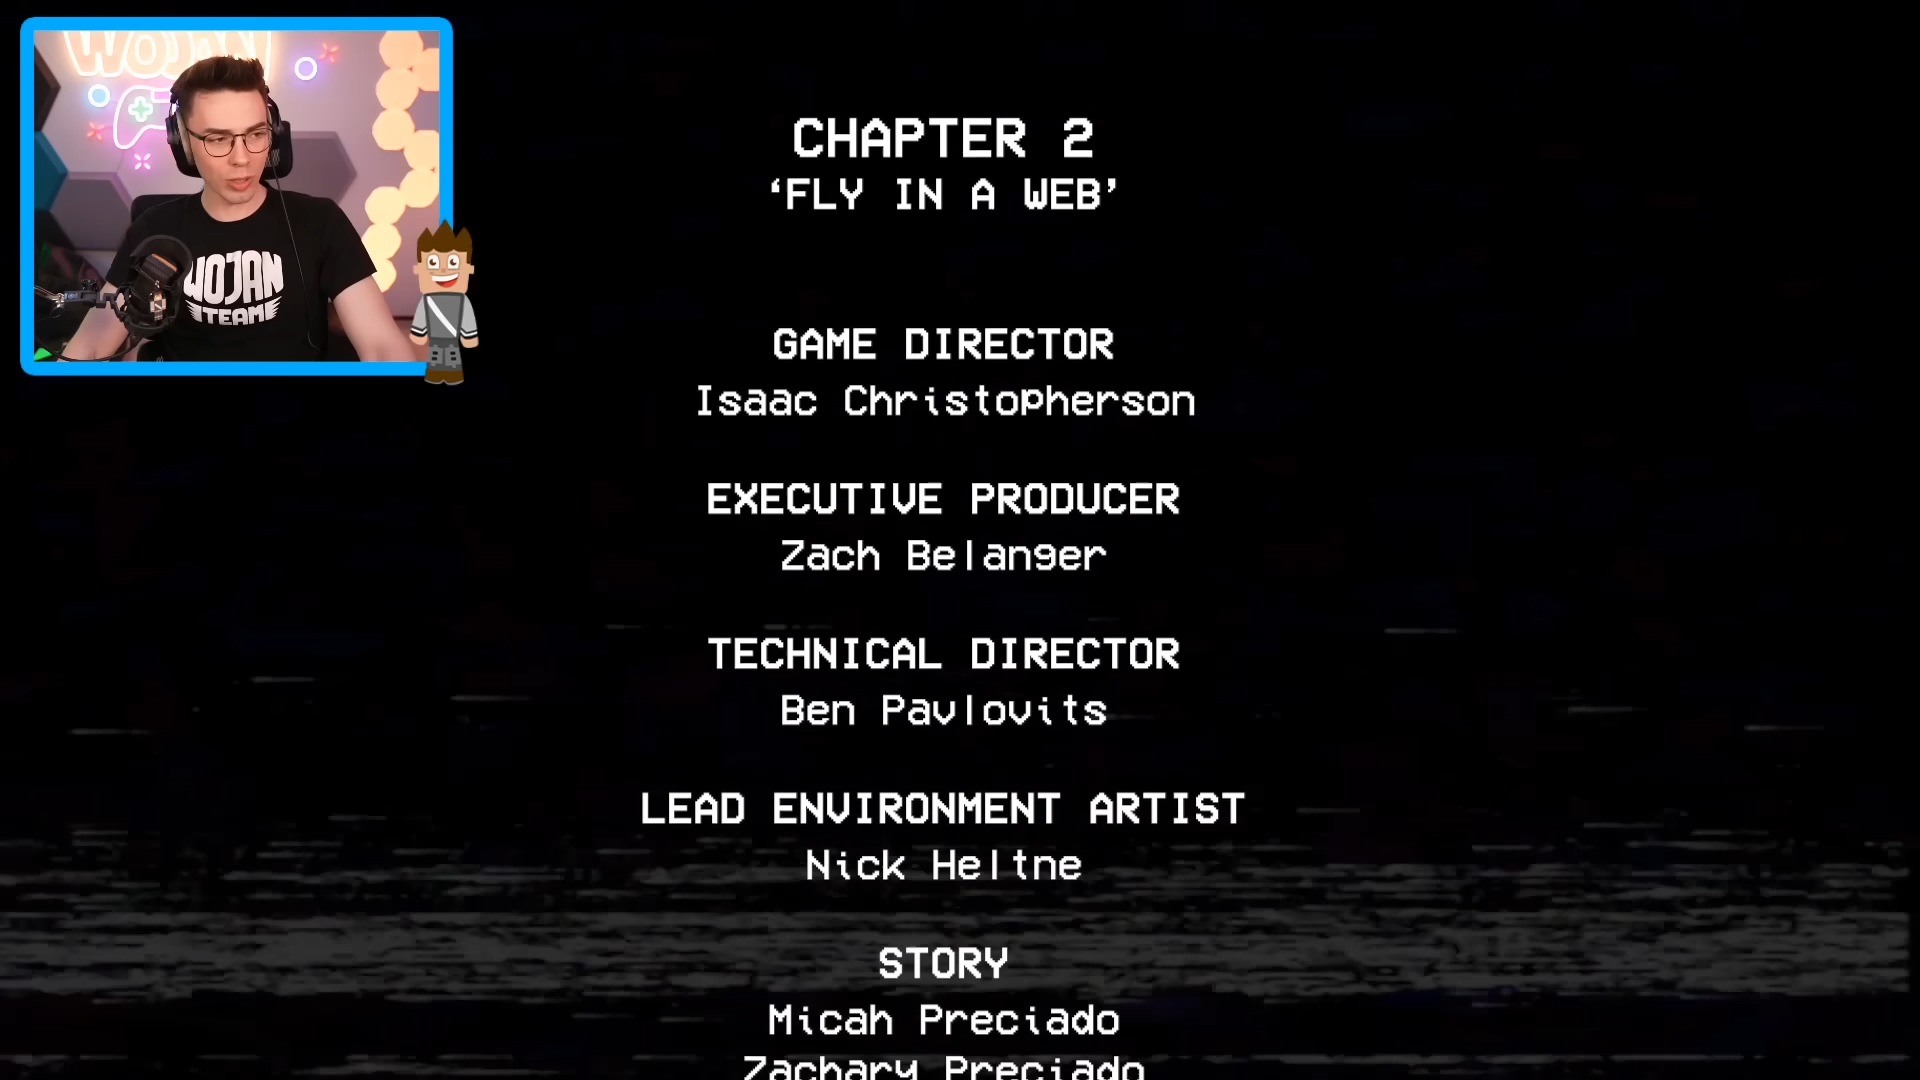 WOJAN
WOJAN
TEAM
CHAPTER 2
‘FLY IN A WEB’
GAME DIRECTOR
Isaac Christopherson
EXECUTIVE PRODUCER
Zach Belanger
TECHNICAL DIRECTOR
Ben Pavlovits
LEAD ENVIRONMENT ARTIST
Nick Heltne
STORY
Micah Preciado
Zachary Preciado